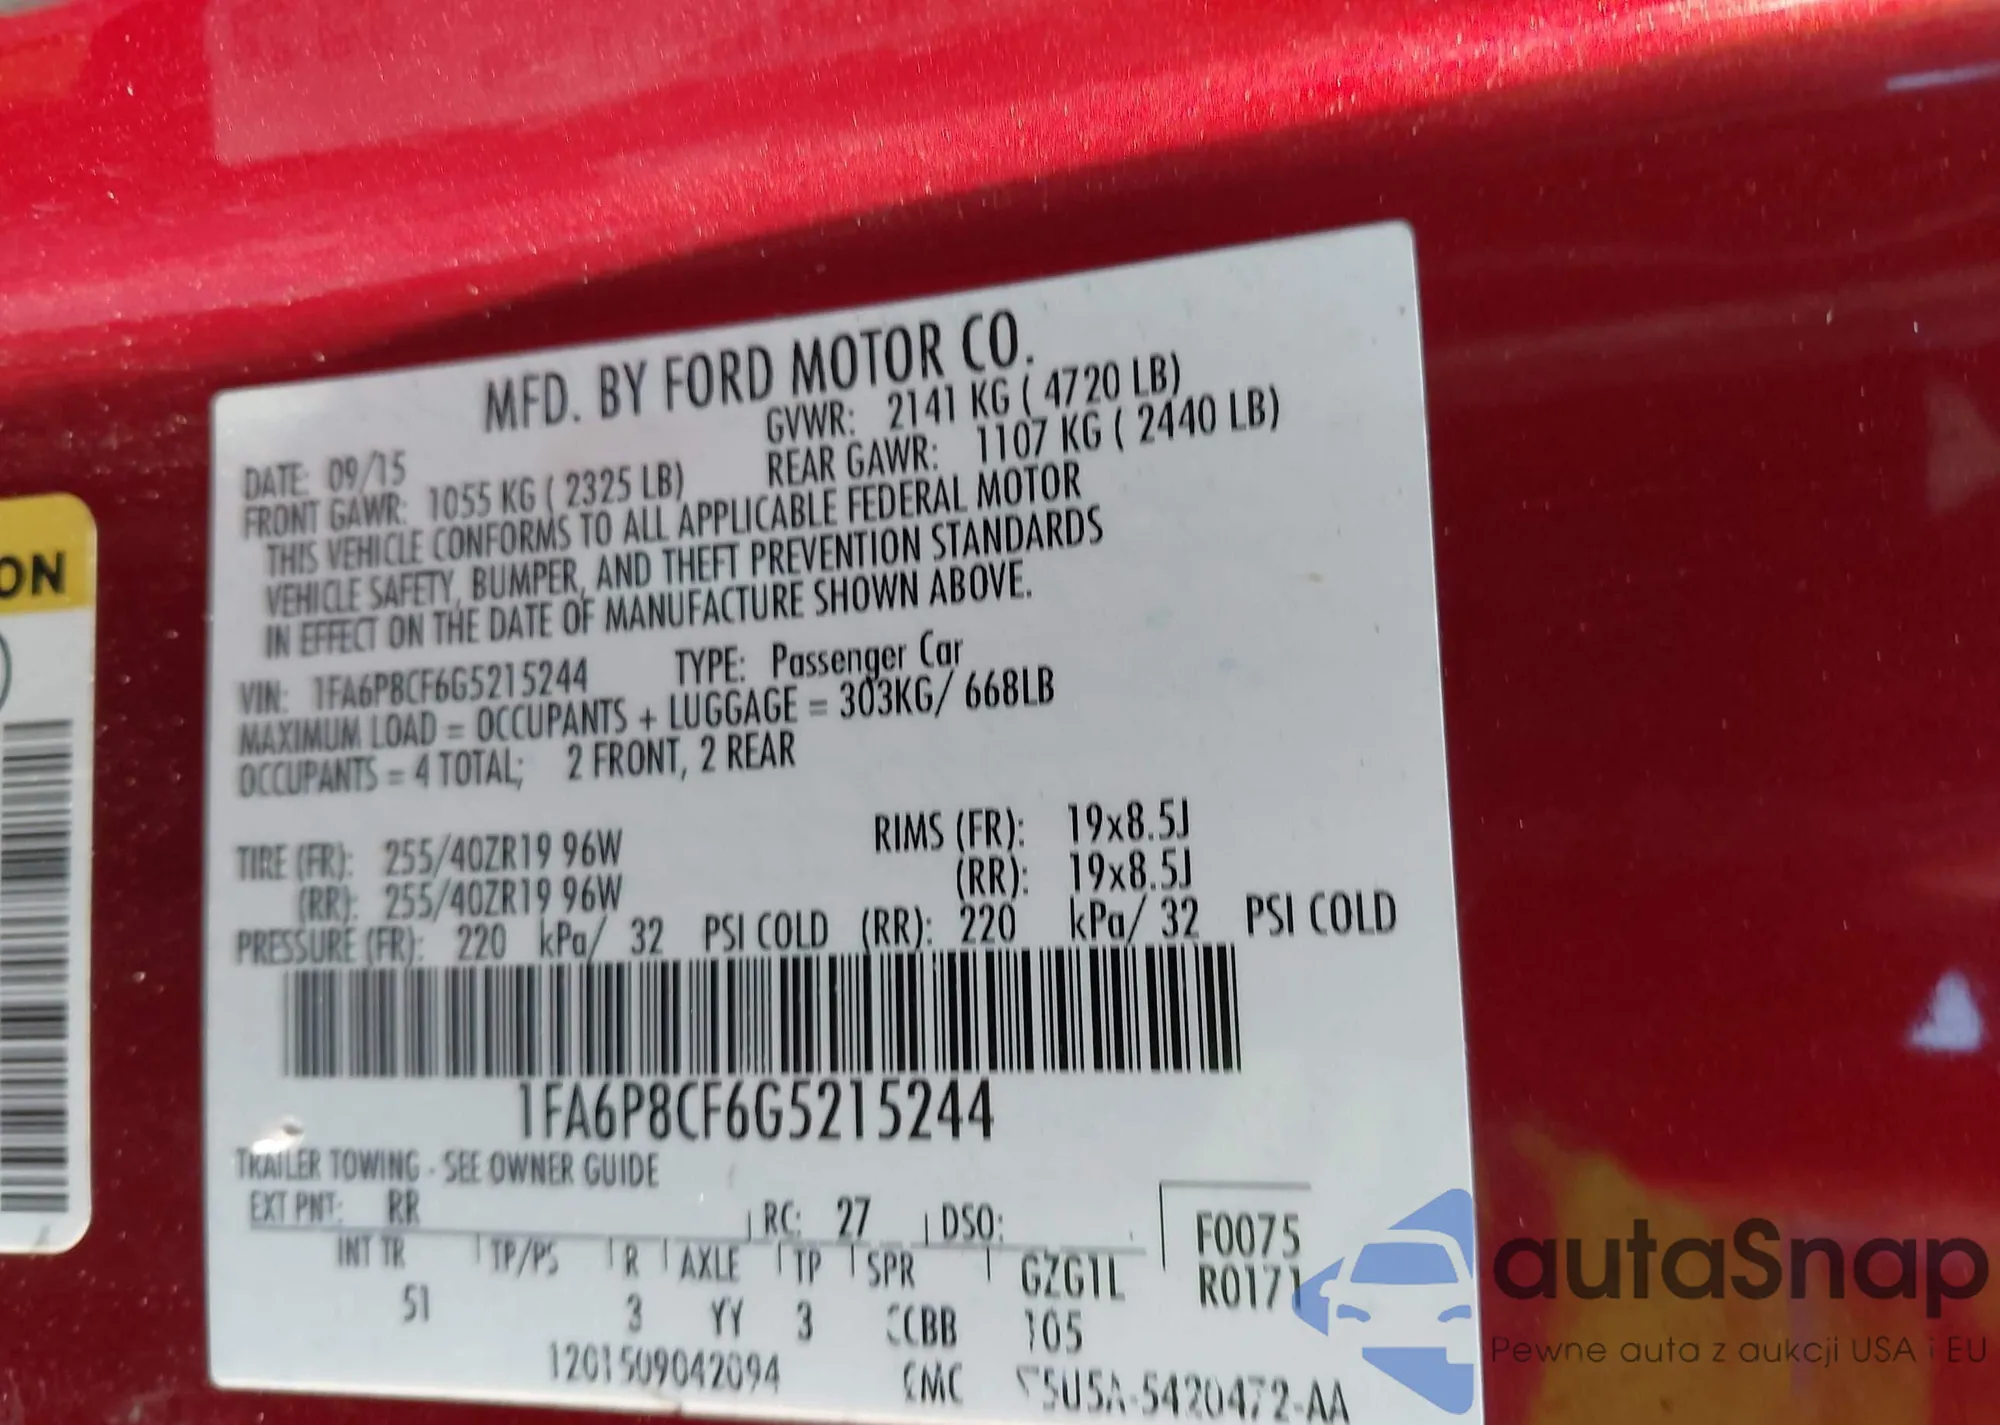 ON
MFD. BY FORD MOTOR CO.
DATE: 09/15 GVWR: 2141 KG ( 4720 LB)
FRONT GAWR: 1055 KG ( 2325 LB) REAR GAWR: 1107 KG ( 2440 LB)
THIS VEHICLE CONFORMS TO ALL APPLICABLE FEDERAL MOTOR
VEHICLE SAFETY, BUMPER, AND THEFT PREVENTION STANDARDS
IN EFFECT ON THE DATE OF MANUFACTURE SHOWN ABOVE.
VIN: 1FA6P8CF6G5215244 TYPE: Passenger Car
MAXIMUM LOAD = OCCUPANTS + LUGGAGE = 303KG/ 668LB
OCCUPANTS = 4 TOTAL; 2 FRONT, 2 REAR
TIRE (FR): 255/40ZR19 96W RIMS (FR): 19x8.5J
(RR): 255/40ZR19 96W (RR): 19x8.5J
PRESSURE (FR): 220 kPa/ 32 PSI COLD (RR): 220 kPa/ 32 PSI COLD
1FA6P8CF6G5215244
TRAILER TOWING - SEE OWNER GUIDE
EXT PNT: RR RC: 27 DSO: F0075
INT TR TP/PS R AXLE TP SPR GZG1L R0171
51 3 YY 3 CCBB 105
1201509042094 CMC 5U5A-5420472-AA
autaSnap
Pewne auta z aukcji USA i EU